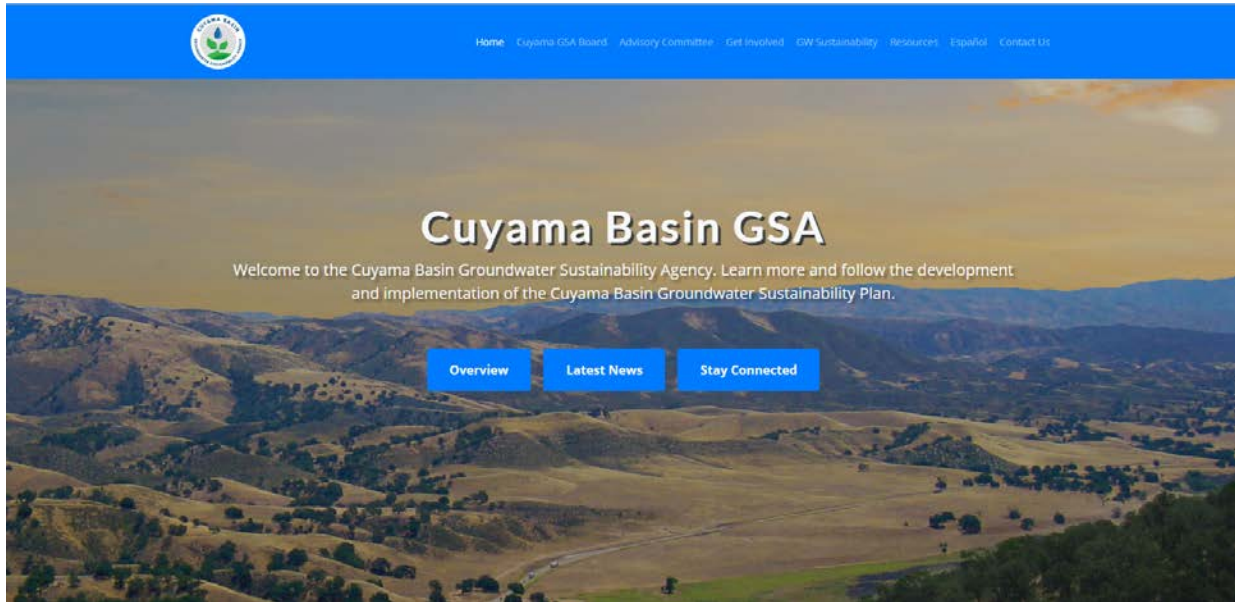 CUYAMA BASIN
Home Cuyama GSA Board Advisory Committee Get Involved GW Sustainability Resources Español Contact Us
Cuyama Basin GSA
Welcome to the Cuyama Basin Groundwater Sustainability Agency. Learn more and follow the development
and implementation of the Cuyama Basin Groundwater Sustainability Plan.
Overview Latest News Stay Connected